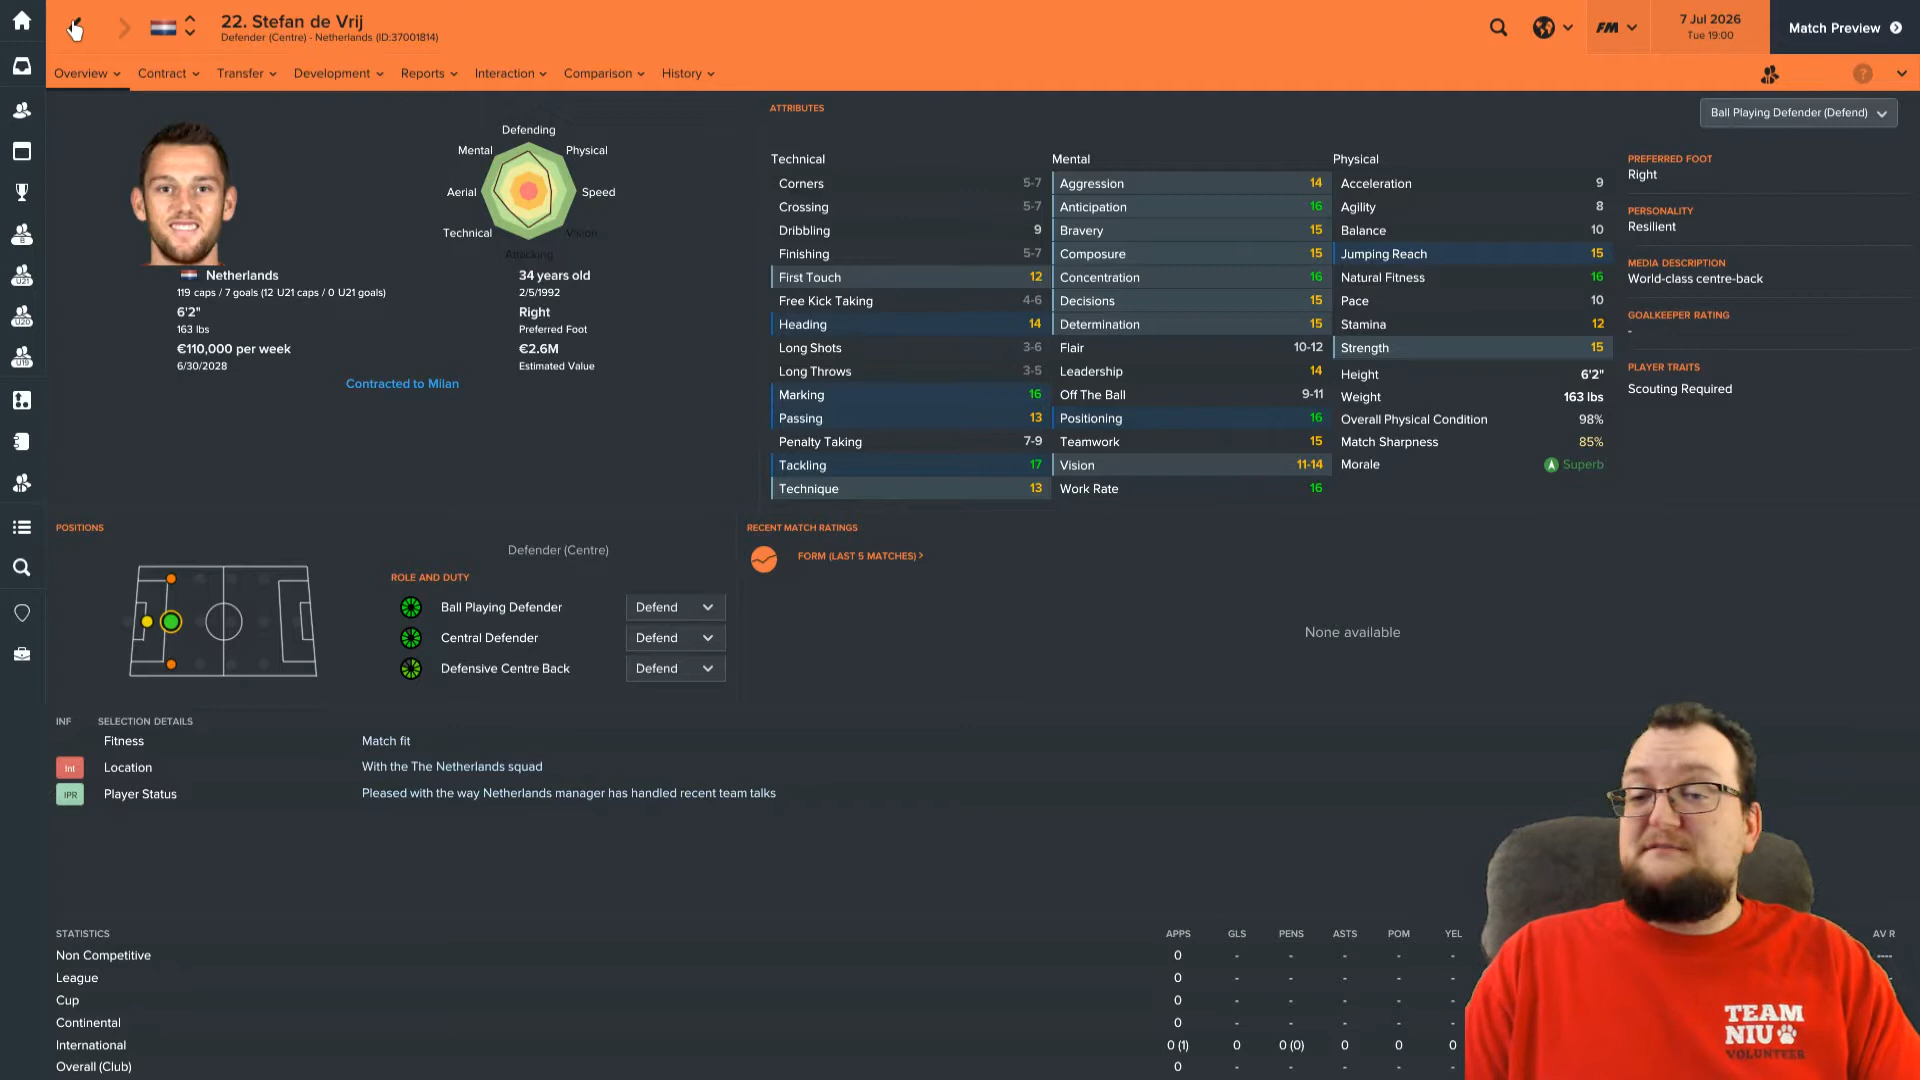 22. Stefan de Vrij
Defender (Centre) - Netherlands (ID:37001814)
FM
7 Jul 2026
Tue 19:00
Match Preview
Overview
Contract
Transfer
Development
Reports
Interaction
Comparison
History
?
Defending
Mental
Physical
Aerial
Speed
Technical
Vision
Attacking
Netherlands
119 caps / 7 goals (12 U21 caps / 0 U21 goals)
6'2"
163 lbs
€110,000 per week
6/30/2028
34 years old
2/5/1992
Right
Preferred Foot
€2.6M
Estimated Value
Contracted to Milan
ATTRIBUTES
Ball Playing Defender (Defend)
Technical
Corners 5-7
Crossing 5-7
Dribbling 9
Finishing 5-7
First Touch 12
Free Kick Taking 4-6
Heading 14
Long Shots 3-6
Long Throws 3-5
Marking 16
Passing 13
Penalty Taking 7-9
Tackling 17
Technique 13
Mental
Aggression 14
Anticipation 16
Bravery 15
Composure 15
Concentration 16
Decisions 15
Determination 15
Flair 10-12
Leadership 14
Off The Ball 9-11
Positioning 16
Teamwork 15
Vision 11-14
Work Rate 16
Physical
Acceleration 9
Agility 8
Balance 10
Jumping Reach 15
Natural Fitness 16
Pace 10
Stamina 12
Strength 15
Height 6'2"
Weight 163 lbs
Overall Physical Condition 98%
Match Sharpness 85%
Morale Superb
PREFERRED FOOT
Right
PERSONALITY
Resilient
MEDIA DESCRIPTION
World-class centre-back
GOALKEEPER RATING
-
PLAYER TRAITS
Scouting Required
B
U21
U20
U19
POSITIONS
Defender (Centre)
ROLE AND DUTY
Ball Playing Defender Defend
Central Defender Defend
Defensive Centre Back Defend
RECENT MATCH RATINGS
FORM (LAST 5 MATCHES) >
None available
INF SELECTION DETAILS
Fitness Match fit
Int Location With the The Netherlands squad
IPR Player Status Pleased with the way Netherlands manager has handled recent team talks
STATISTICS APPS GLS PENS ASTS POM YEL AV R
Non Competitive 0 - - - - - ----
League 0 - - - - -
Cup 0 - - - - -
Continental 0 - - - - -
International 0 (1) 0 0 (0) 0 0 0
Overall (Club) 0 - - - - -
TEAM
NIU
VOLUNTEER